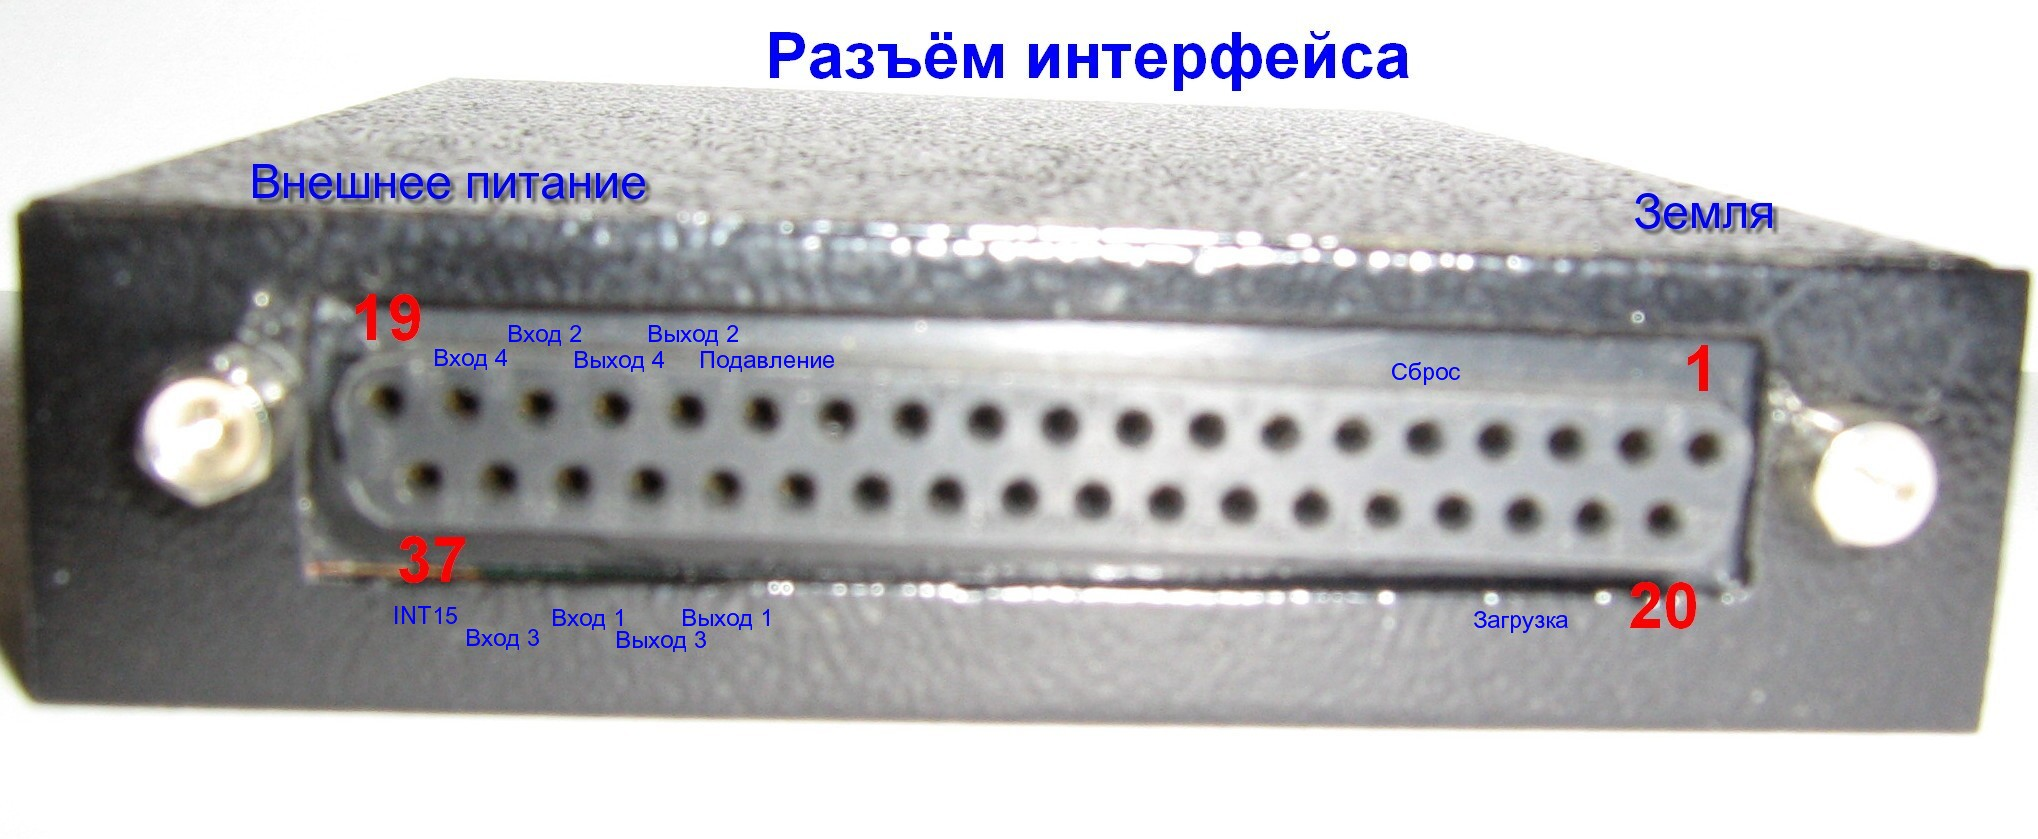 Разъём интерфейса
Внешнее питание
Земля
19
Вход 2
Выход 2
Вход 4
Выход 4
Подавление
Сброс
1
37
20
INT15
Вход 1
Выход 1
Загрузка
Вход 3
Выход 3